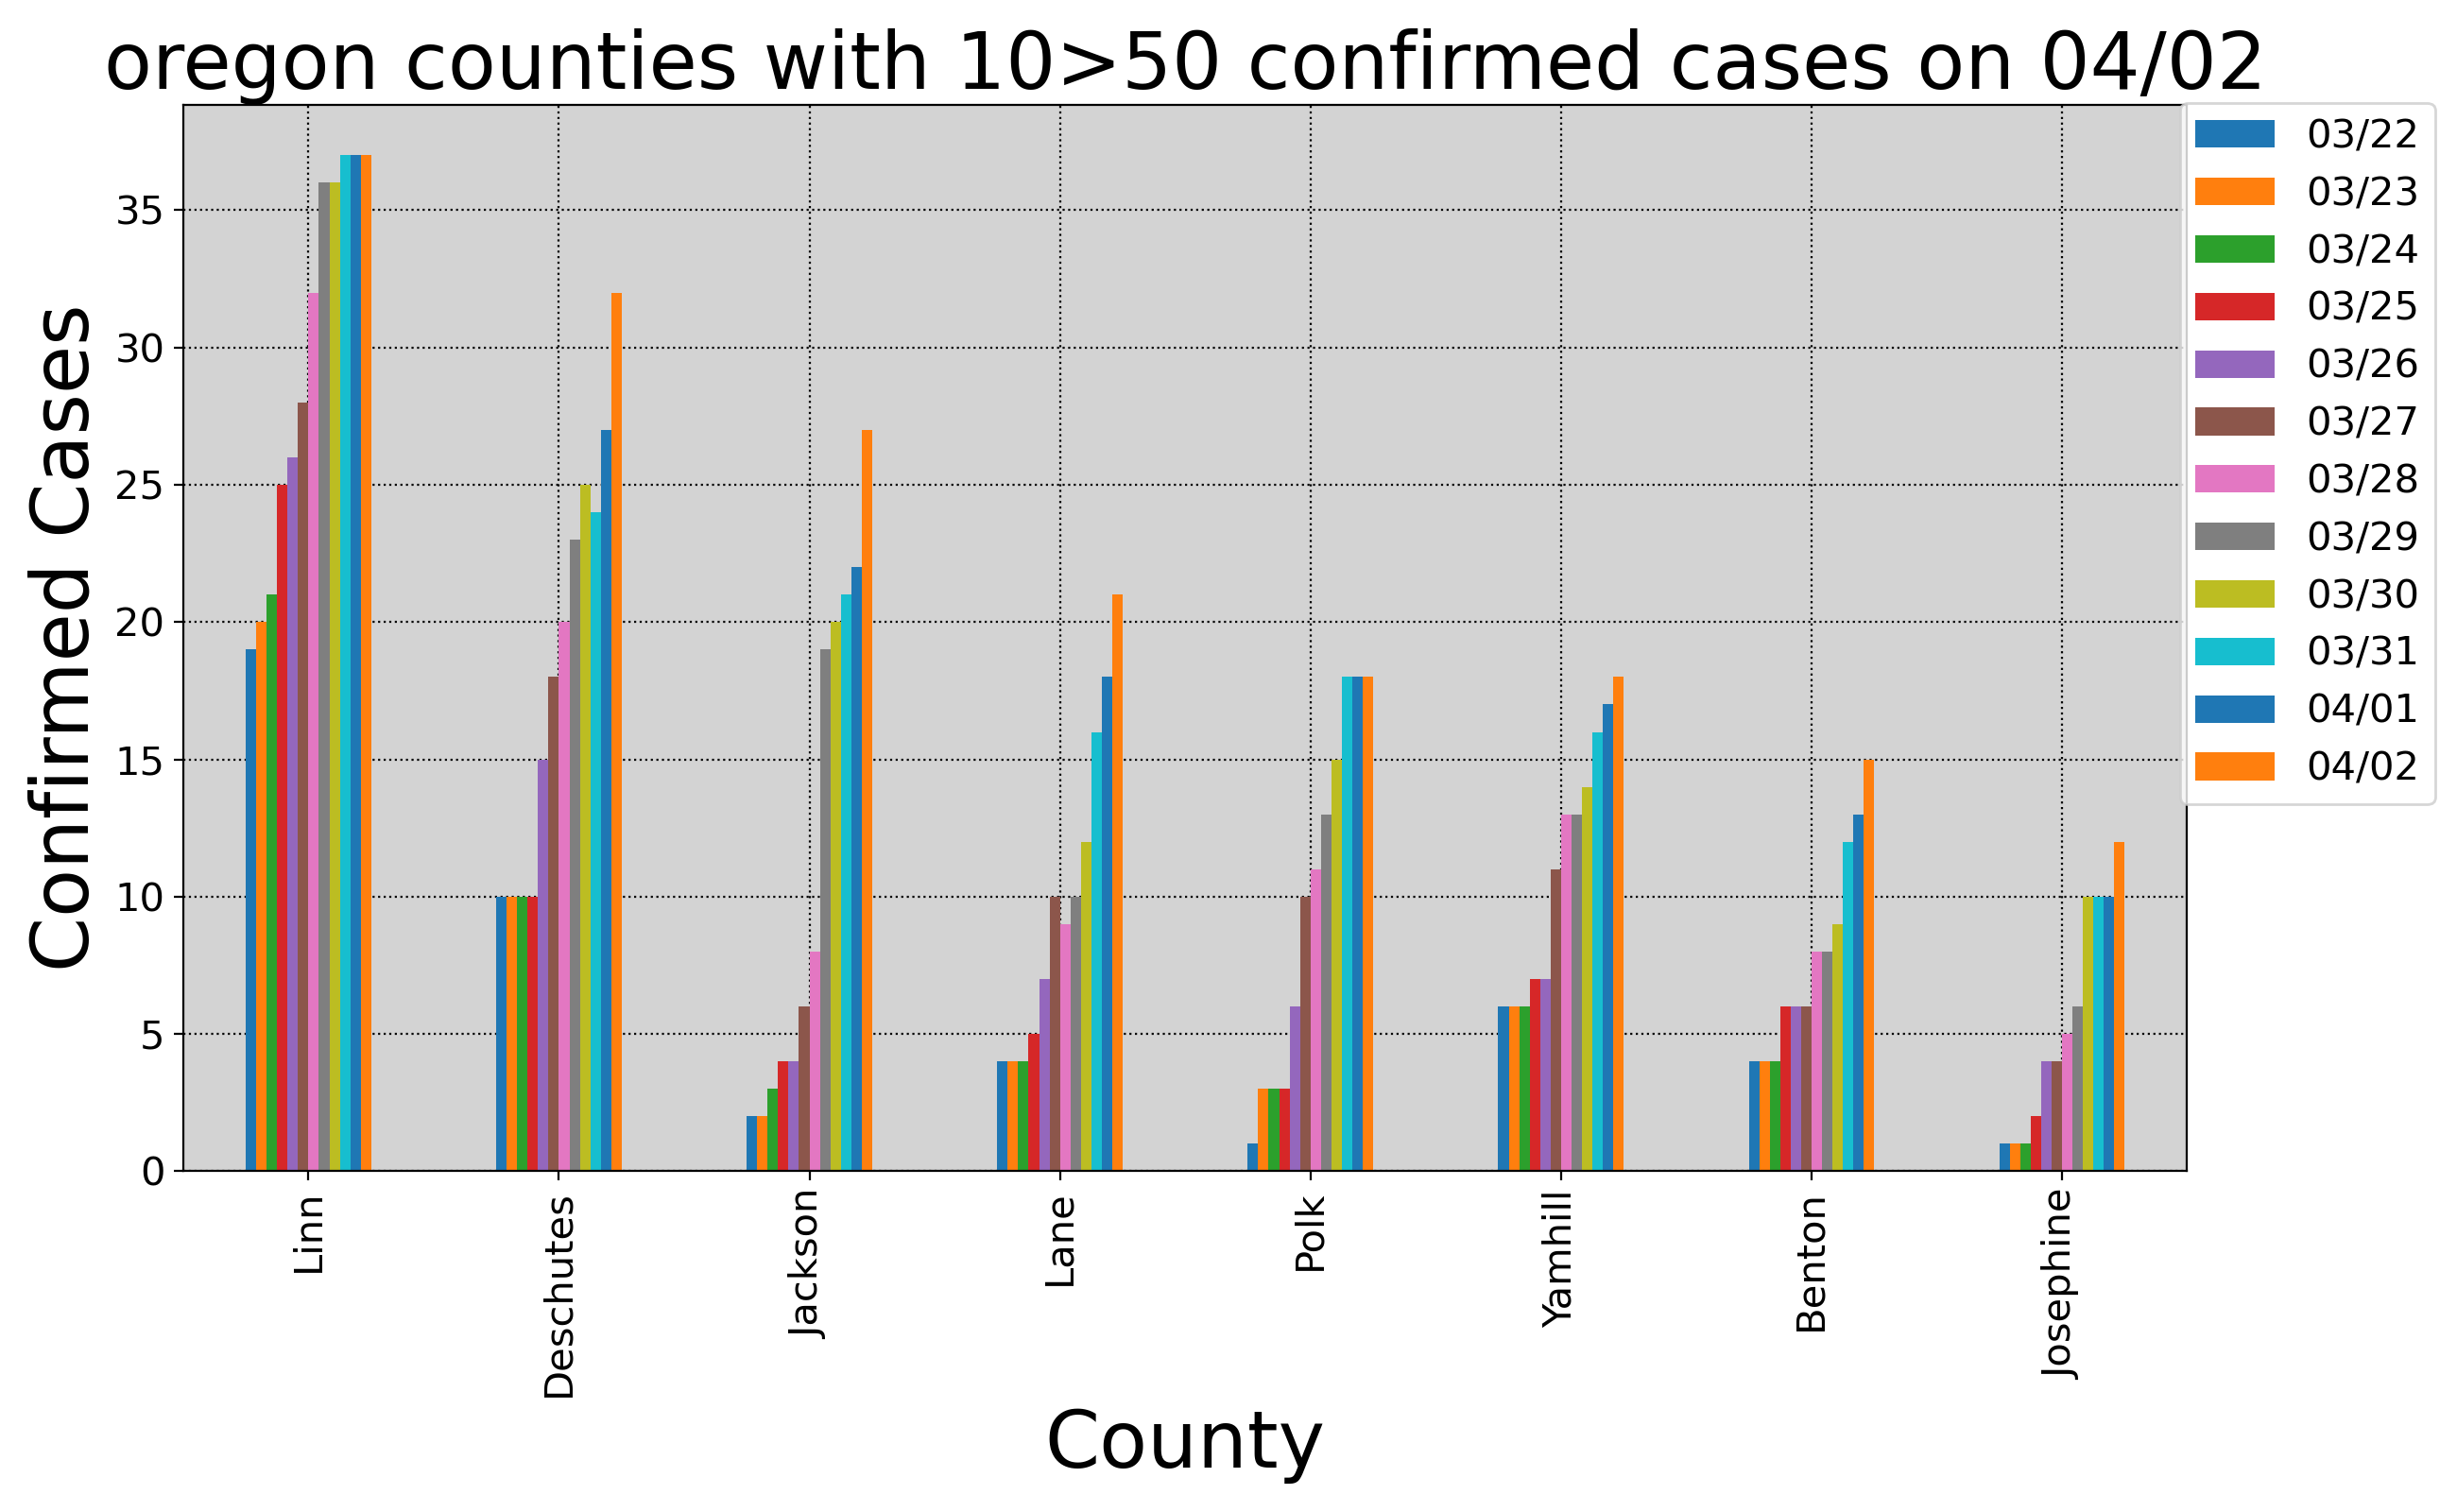 oregon counties with 10>50 confirmed cases on 04/02
Confirmed Cases
35
30
25
20
15
10
5
0
Linn
Deschutes
Jackson
Lane
Polk
Yamhill
Benton
Josephine
County
03/22
03/23
03/24
03/25
03/26
03/27
03/28
03/29
03/30
03/31
04/01
04/02